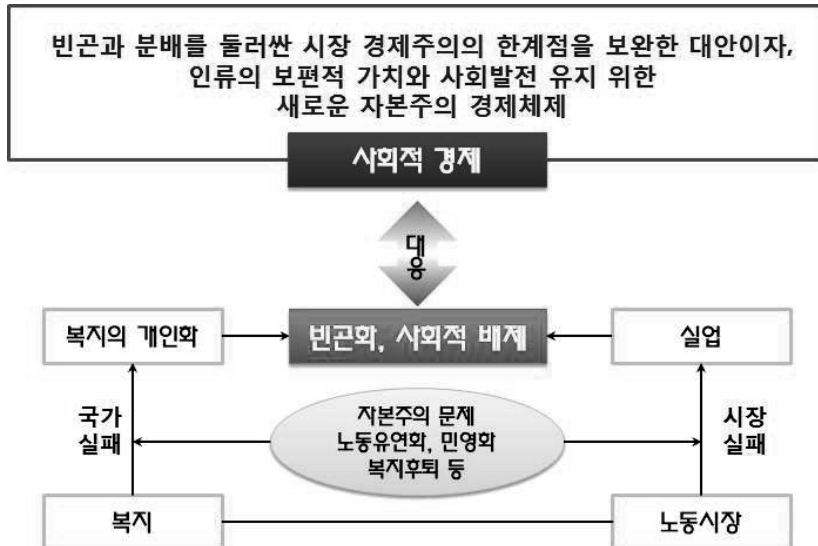 빈곤과 분배를 둘러싼 시장 경제주의의 한계점을 보완한 대안이자,
인류의 보편적 가치와 사회발전 유지 위한
새로운 자본주의 경제체제
사회적 경제
대응
복지의 개인화
빈곤화, 사회적 배제
실업
국가
실패
자본주의 문제
노동유연화, 민영화
복지후퇴 등
시장
실패
복지
노동시장